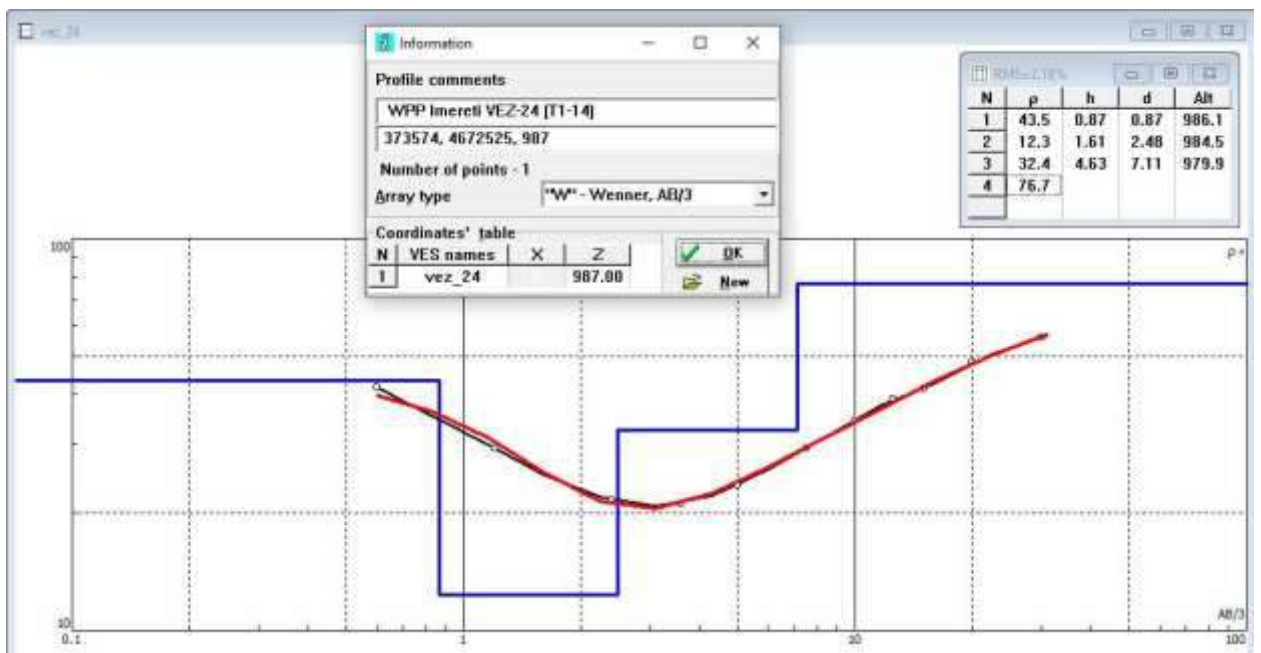 vez_24
Information
Profile comments
WPP Imereti VEZ-24 (T1-14)
373574, 4672525, 987
Number of points - 1
Array type
"W" - Wenner, AB/3
Coordinates' table
N VES names X Z
1 vez_24 987.00
OK
New
N ρ h d Alt
1 43.5 0.87 0.87 986.1
2 12.3 1.61 2.48 984.5
3 32.4 4.63 7.11 979.9
4 76.7
100
10
0.1 1 10 100
AB/3